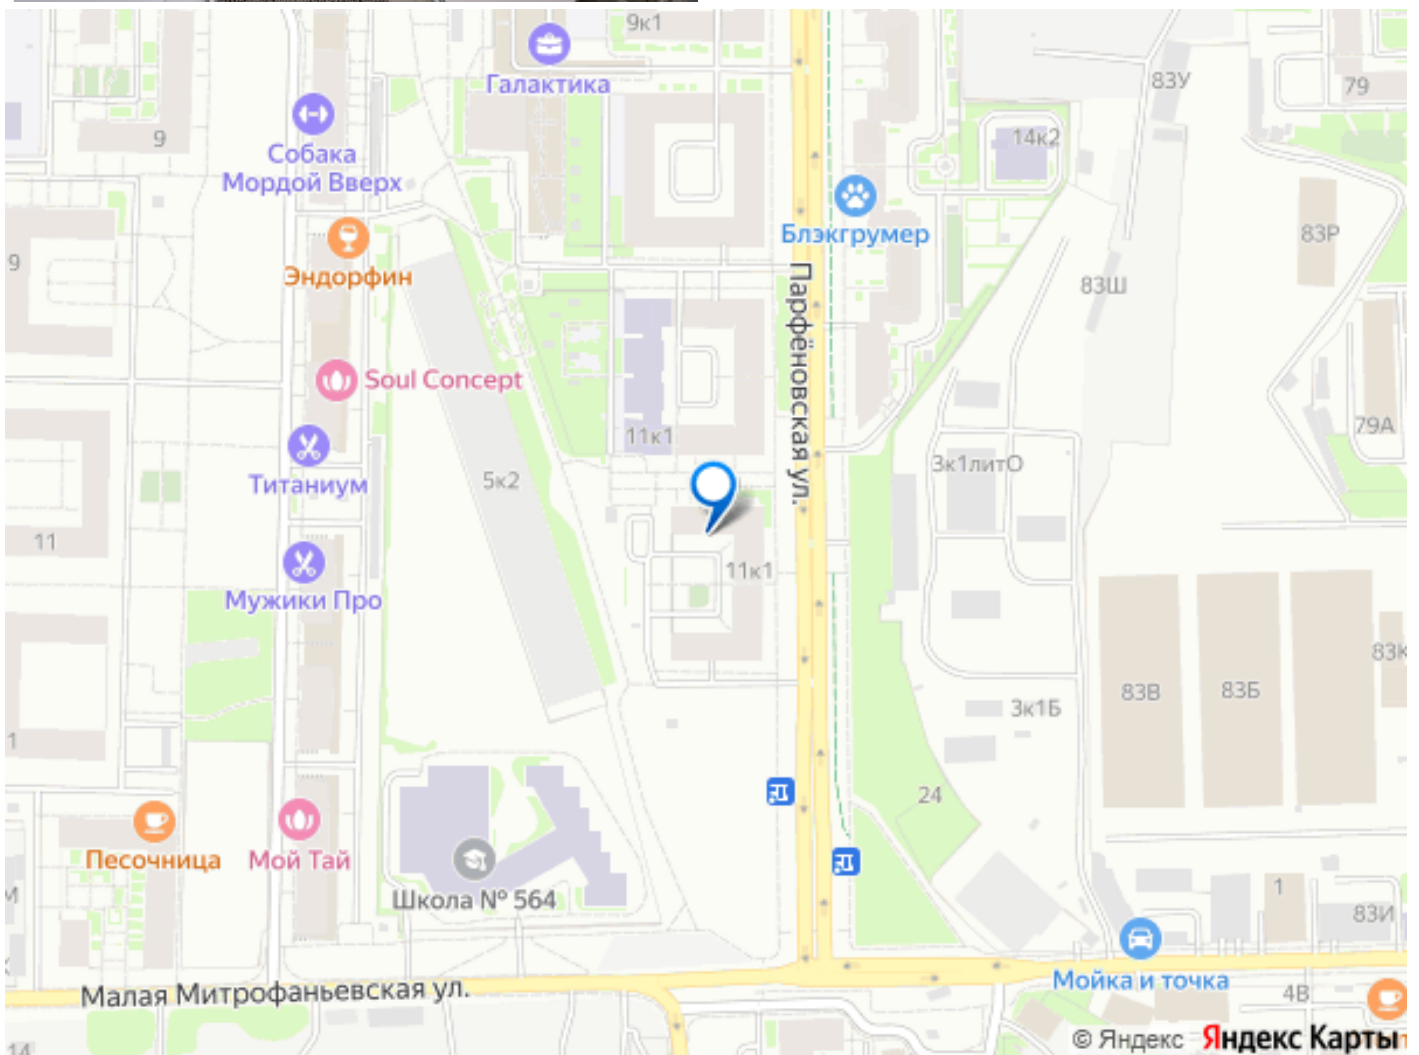 9к1
Галактика
83У
79
9
14к2
Собака
Мордой Вверх
Блэкгрумер
83Р
9
Эндорфин
83Ш
Парфёновская ул.
Soul Concept
79А
11к1
3к1литО
Титаниум
5к2
11
11к1
Мужики Про
83К
83В
83Б
3к1Б
1
24
Песочница
Мой Тай
Школа № 564
1
83И
Мойка и точка
Малая Митрофаньевская ул.
4В
14
© Яндекс Яндекс Карты